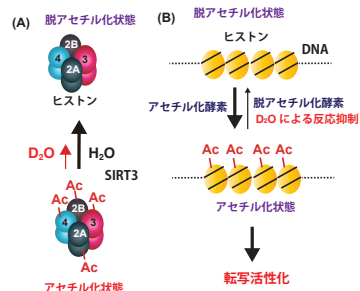 (A)
脱アセチル化状態
2B
4
3
2A
ヒストン
D₂O
H₂O
SIRT3
Ac
Ac
Ac
2B
4
3
2A
Ac
アセチル化状態
(B)
脱アセチル化状態
ヒストン
DNA
アセチル化酵素
脱アセチル化酵素
D₂O による反応抑制
Ac Ac Ac Ac
アセチル化状態
転写活性化